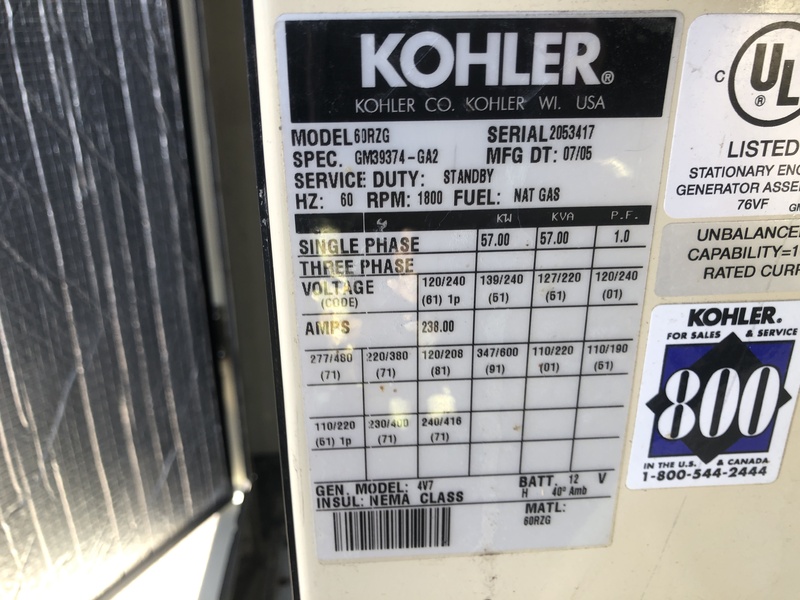 KOHLER®
KOHLER CO. KOHLER WI. USA
MODEL 60RZG SERIAL 2053417
SPEC. GM39374-GA2 MFG DT: 07/05
SERVICE DUTY: STANDBY
HZ: 60 RPM: 1800 FUEL: NAT GAS
KW KVA P.F.
SINGLE PHASE 57.00 57.00 1.0
THREE PHASE
VOLTAGE 120/240 139/240 127/220 120/240
(CODE) (61) 1p (51) (61) (01)
AMPS 238.00
277/480 220/380 120/208 347/600 110/220 110/190
(71) (71) (81) (91) (01) (51)
110/220 230/400 240/416
(61) 1p (71) (71)
GEN. MODEL: 4V7 BATT. 12 V
INSUL: NEMA CLASS H 40° Amb
MATL:
60RZG
C UL ®
LISTED
STATIONARY ENG
GENERATOR ASSE
76VF GM
UNBALANCE
CAPABILITY=1
RATED CURR
KOHLER.
FOR SALES & SERVICE
800
IN THE U.S. & CANADA
1-800-544-2444